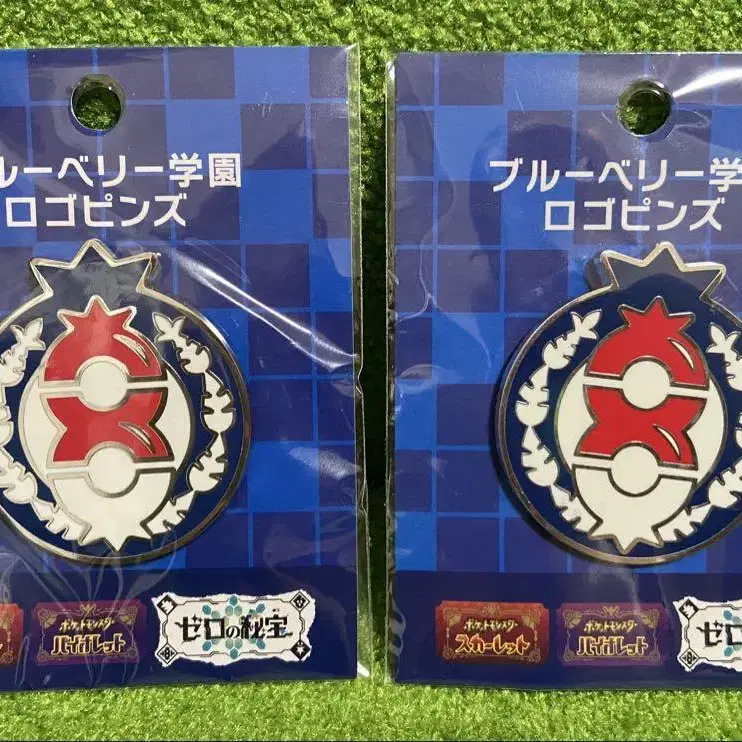 ルーベリー学園
ロゴピンズ
ポケットモンスター
バイオレット
ゼロの秘宝
ブルーベリー学
ロゴピンズ
ポケットモンスター
スカーレット
ポケットモンスター
バイオレット
ゼロ